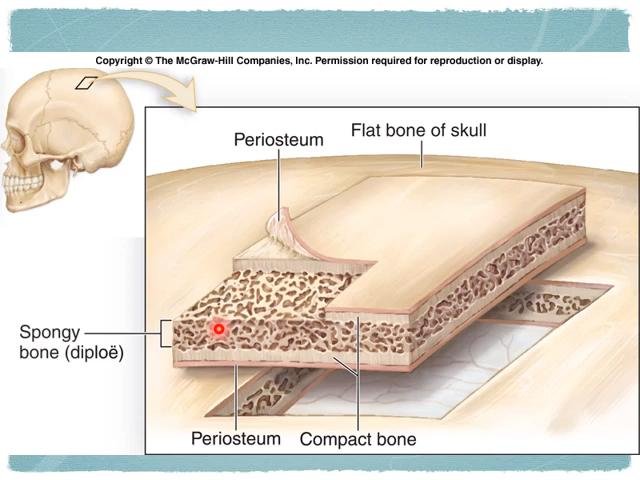 Copyright © The McGraw-Hill Companies, Inc. Permission required for reproduction or display.
Periosteum
Flat bone of skull
Spongy
bone (diploë)
Periosteum
Compact bone